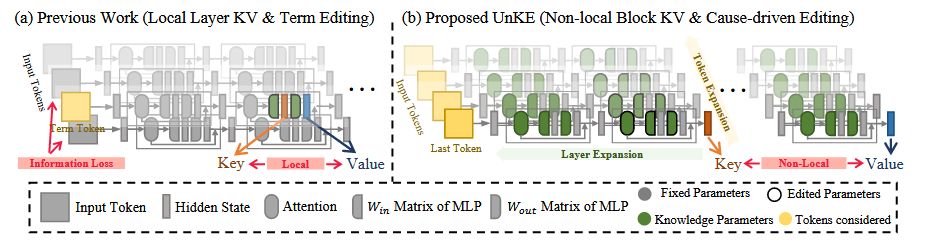 (a) Previous Work (Local Layer KV & Term Editing)
Input Tokens
Term Token
Information Loss
Key
Local
Value
...
(b) Proposed UnKE (Non-local Block KV & Cause-driven Editing)
Input Tokens
Last Token
Layer Expansion
Token Expansion
...
Key
Non-Local
Value
Input Token
Hidden State
Attention
W_in Matrix of MLP
W_out Matrix of MLP
Fixed Parameters
Edited Parameters
Knowledge Parameters
Tokens considered